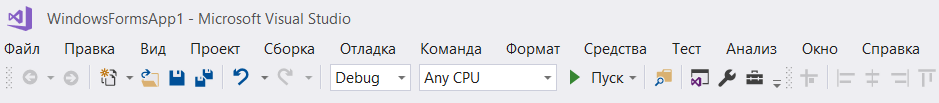 WindowsFormsApp1 - Microsoft Visual Studio
Файл Правка Вид Проект Сборка Отладка Команда Формат Средства Тест Анализ Окно Справка
Debug Any CPU Пуск